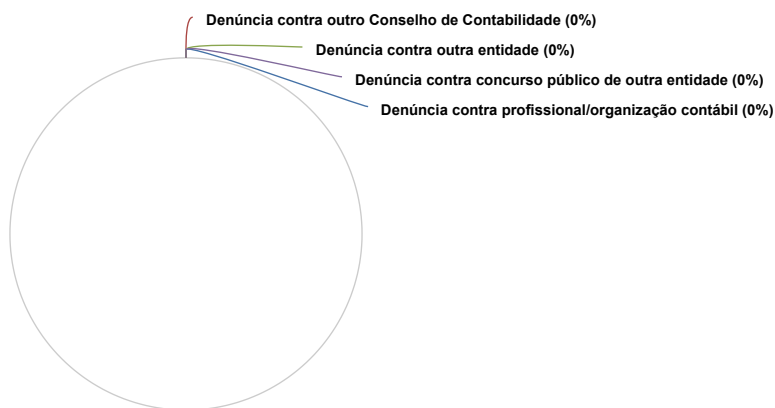 Denúncia contra outro Conselho de Contabilidade (0%)
Denúncia contra outra entidade (0%)
Denúncia contra concurso público de outra entidade (0%)
Denúncia contra profissional/organização contábil (0%)